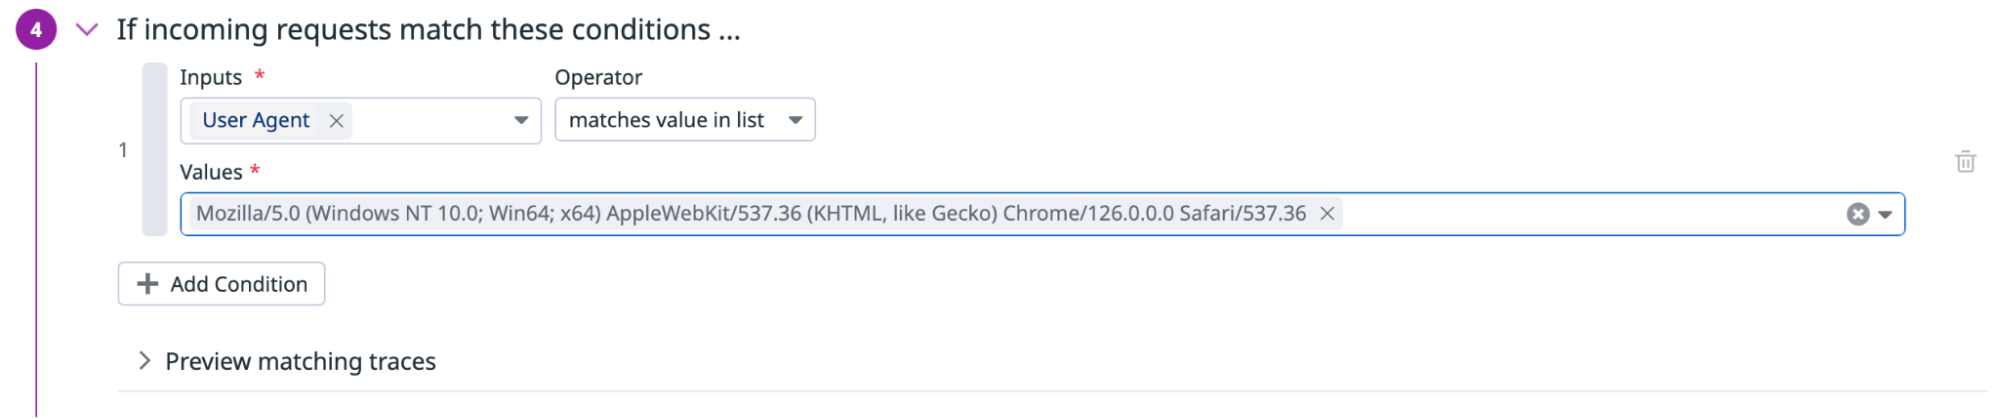 4 If incoming requests match these conditions ...
Inputs * Operator
User Agent × matches value in list
1
Values *
Mozilla/5.0 (Windows NT 10.0; Win64; x64) AppleWebKit/537.36 (KHTML, like Gecko) Chrome/126.0.0.0 Safari/537.36 ×
+ Add Condition
Preview matching traces